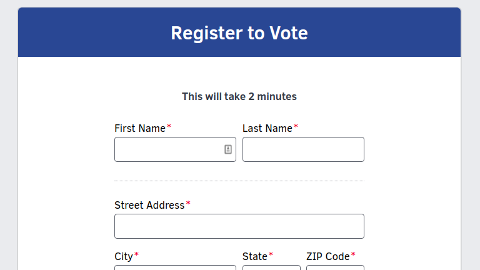 Register to Vote
This will take 2 minutes
First Name* Last Name*
Street Address*
City* State* ZIP Code*